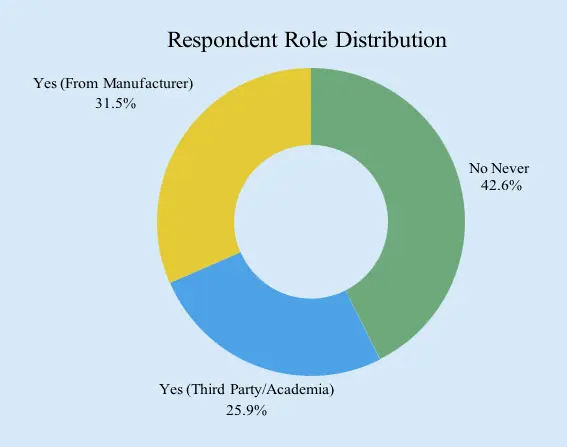 Respondent Role Distribution
Yes (From Manufacturer)
31.5%
No Never
42.6%
Yes (Third Party/Academia)
25.9%